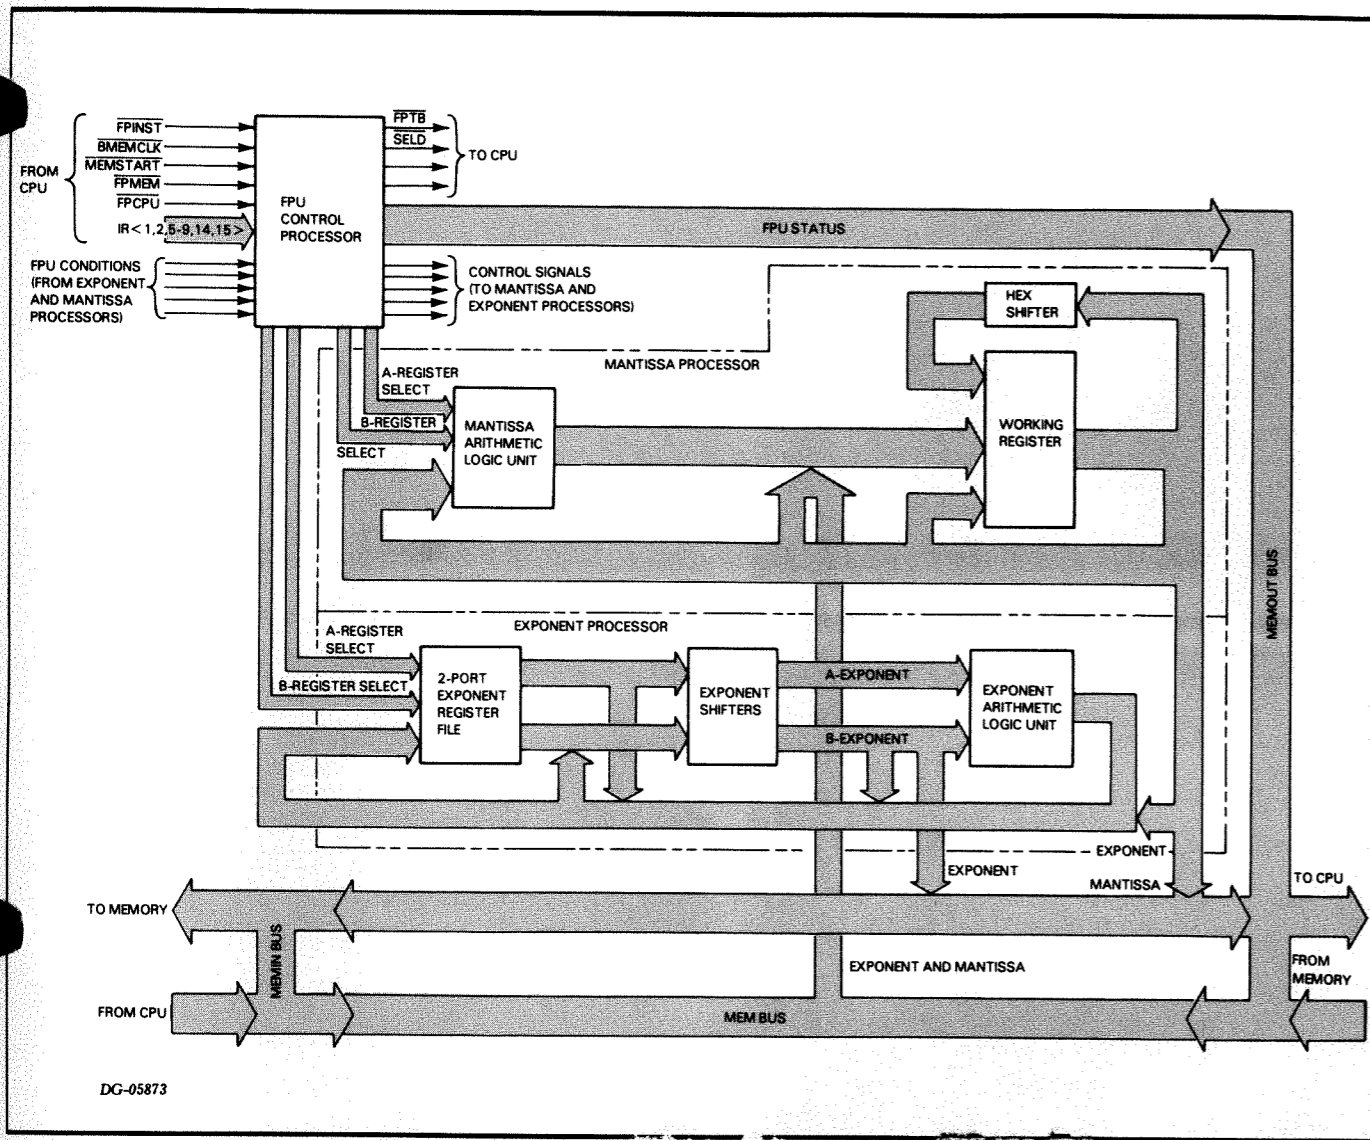 FROM
CPU
FPINST
BMEMCLK
MEMSTART
FPMEM
FPCPU
IR<1,2,5-9,14,15>
FPU CONDITIONS
(FROM EXPONENT
AND MANTISSA
PROCESSORS)
FPU
CONTROL
PROCESSOR
FPTB
SELD
TO CPU
FPU STATUS
CONTROL SIGNALS
(TO MANTISSA AND
EXPONENT PROCESSORS)
HEX
SHIFTER
MANTISSA PROCESSOR
A-REGISTER
SELECT
B-REGISTER
SELECT
MANTISSA
ARITHMETIC
LOGIC UNIT
WORKING
REGISTER
MEMOUT BUS
EXPONENT PROCESSOR
A-REGISTER
SELECT
B-REGISTER SELECT
2-PORT
EXPONENT
REGISTER
FILE
EXPONENT
SHIFTERS
A-EXPONENT
B-EXPONENT
EXPONENT
ARITHMETIC
LOGIC UNIT
EXPONENT
EXPONENT
MANTISSA
TO CPU
TO MEMORY
MEMIN BUS
EXPONENT AND MANTISSA
FROM
MEMORY
FROM CPU
MEM BUS
DG-05873